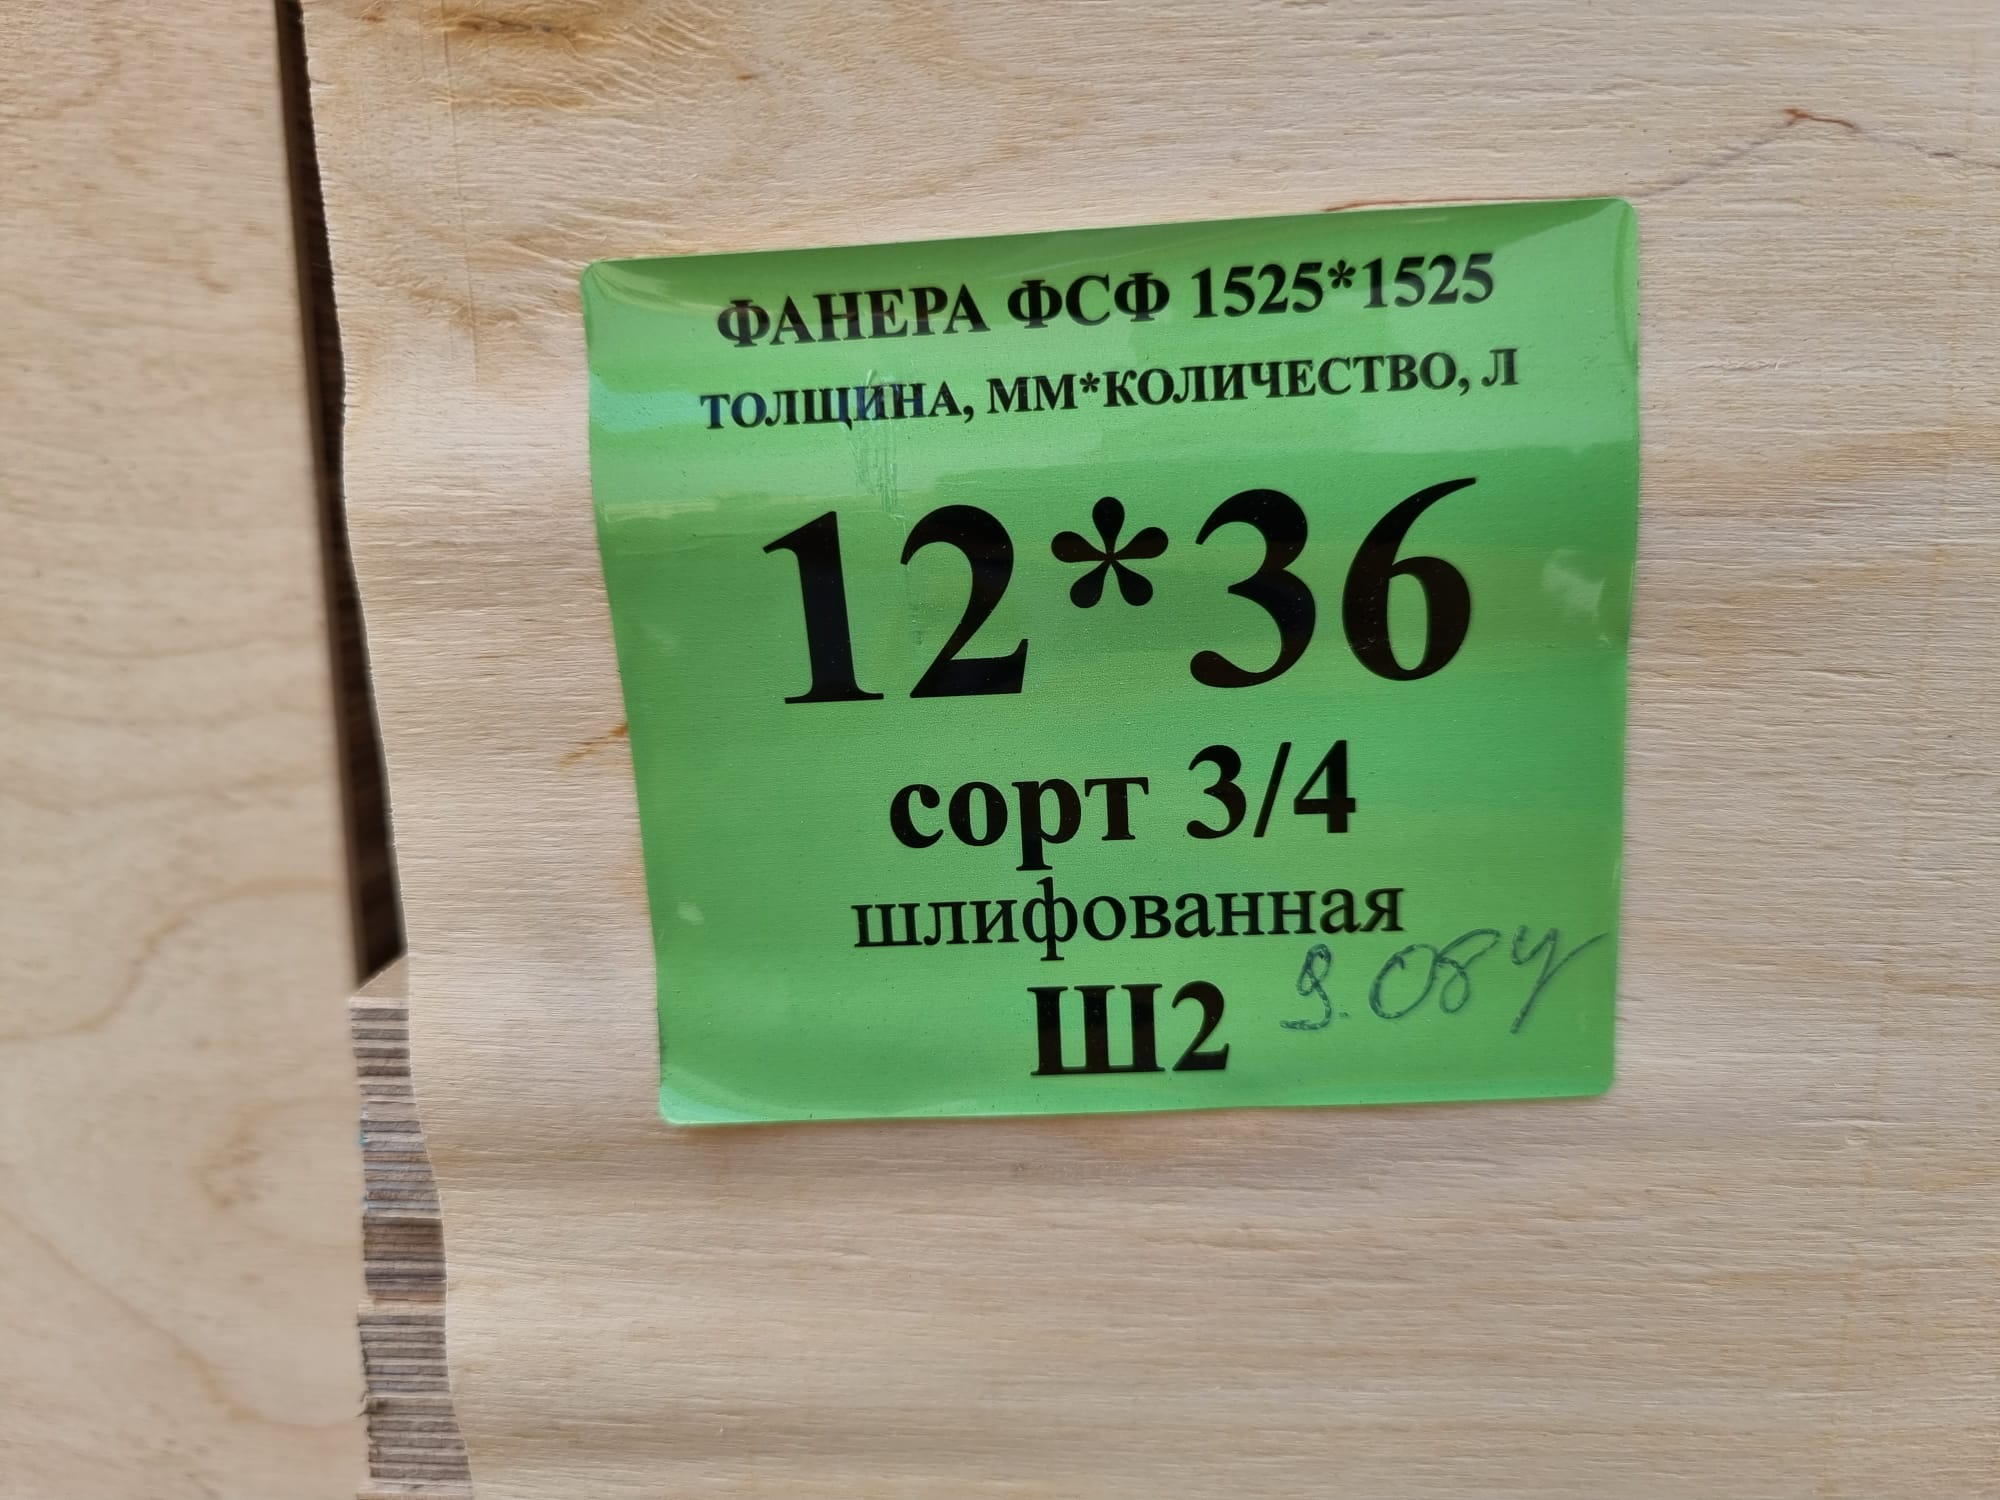 ФАНЕРА ФСФ 1525*1525
ТОЛЩИНА, ММ*КОЛИЧЕСТВО, Л
12*36
сорт 3/4
шлифованная
Ш2